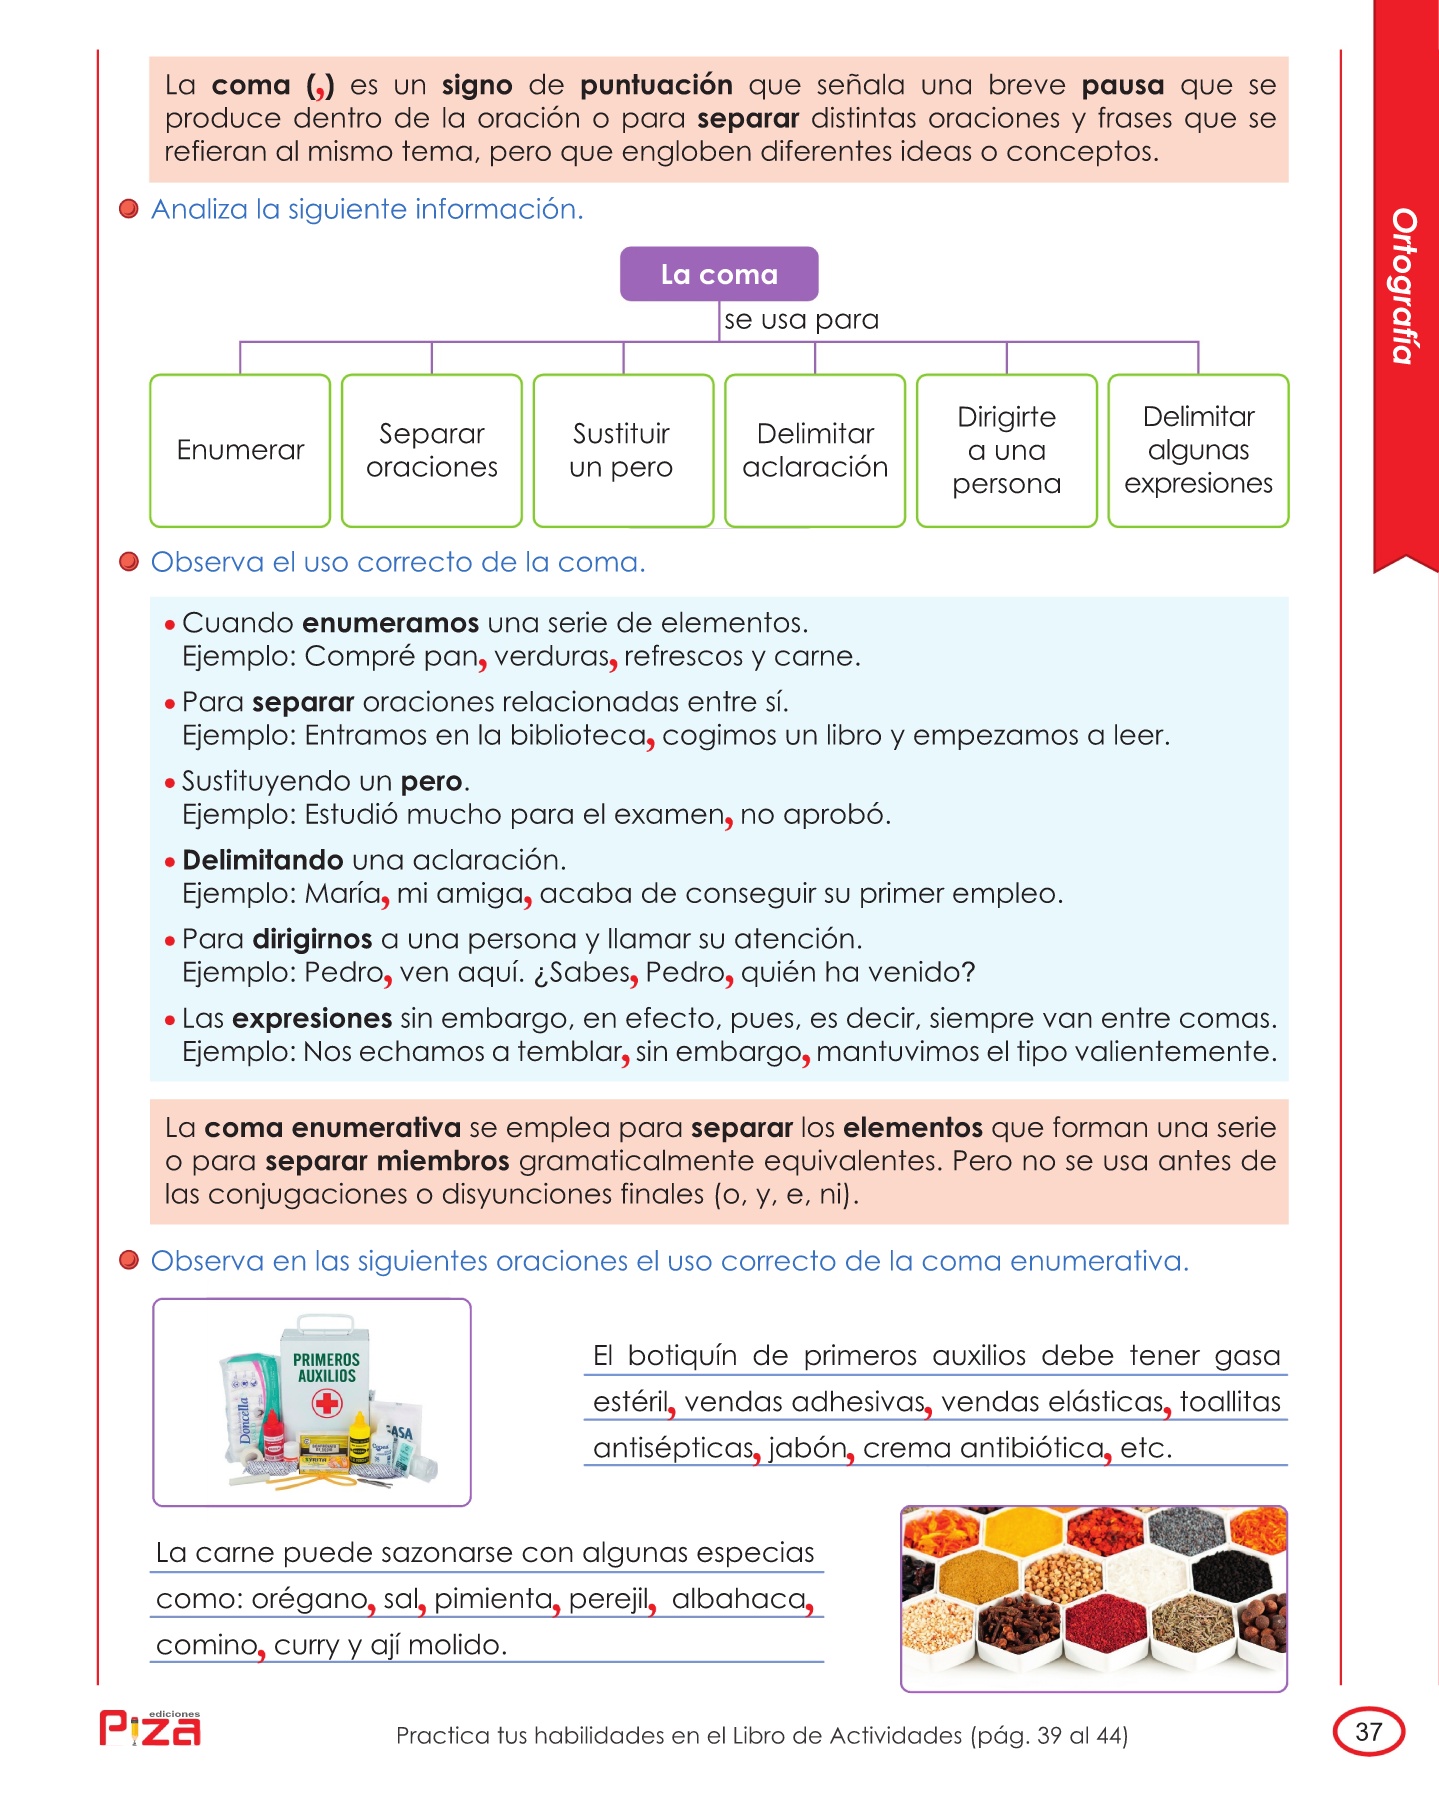 La coma (,) es un signo de puntuación que señala una breve pausa que se
produce dentro de la oración o para separar distintas oraciones y frases que se
refieran al mismo tema, pero que engloben diferentes ideas o conceptos.
Analiza la siguiente información.
La coma
se usa para
Enumerar
Separar
oraciones
Sustituir
un pero
Delimitar
aclaración
Dirigirte
a una
persona
Delimitar
algunas
expresiones
Ortografía
Observa el uso correcto de la coma.
• Cuando enumeramos una serie de elementos.
Ejemplo: Compré pan, verduras, refrescos y carne.
• Para separar oraciones relacionadas entre sí.
Ejemplo: Entramos en la biblioteca, cogimos un libro y empezamos a leer.
• Sustituyendo un pero.
Ejemplo: Estudió mucho para el examen, no aprobó.
• Delimitando una aclaración.
Ejemplo: María, mi amiga, acaba de conseguir su primer empleo.
• Para dirigirnos a una persona y llamar su atención.
Ejemplo: Pedro, ven aquí. ¿Sabes, Pedro, quién ha venido?
• Las expresiones sin embargo, en efecto, pues, es decir, siempre van entre comas.
Ejemplo: Nos echamos a temblar, sin embargo, mantuvimos el tipo valientemente.
La coma enumerativa se emplea para separar los elementos que forman una serie
o para separar miembros gramaticalmente equivalentes. Pero no se usa antes de
las conjugaciones o disyunciones finales (o, y, e, ni).
Observa en las siguientes oraciones el uso correcto de la coma enumerativa.
PRIMEROS
AUXILIOS
Doncella
GASA
El botiquín de primeros auxilios debe tener gasa
estéril, vendas adhesivas, vendas elásticas, toallitas
antisépticas, jabón, crema antibiótica, etc.
La carne puede sazonarse con algunas especias
como: orégano, sal, pimienta, perejil, albahaca,
comino, curry y ají molido.
ediciones
Piza
Practica tus habilidades en el Libro de Actividades (pág. 39 al 44)
37